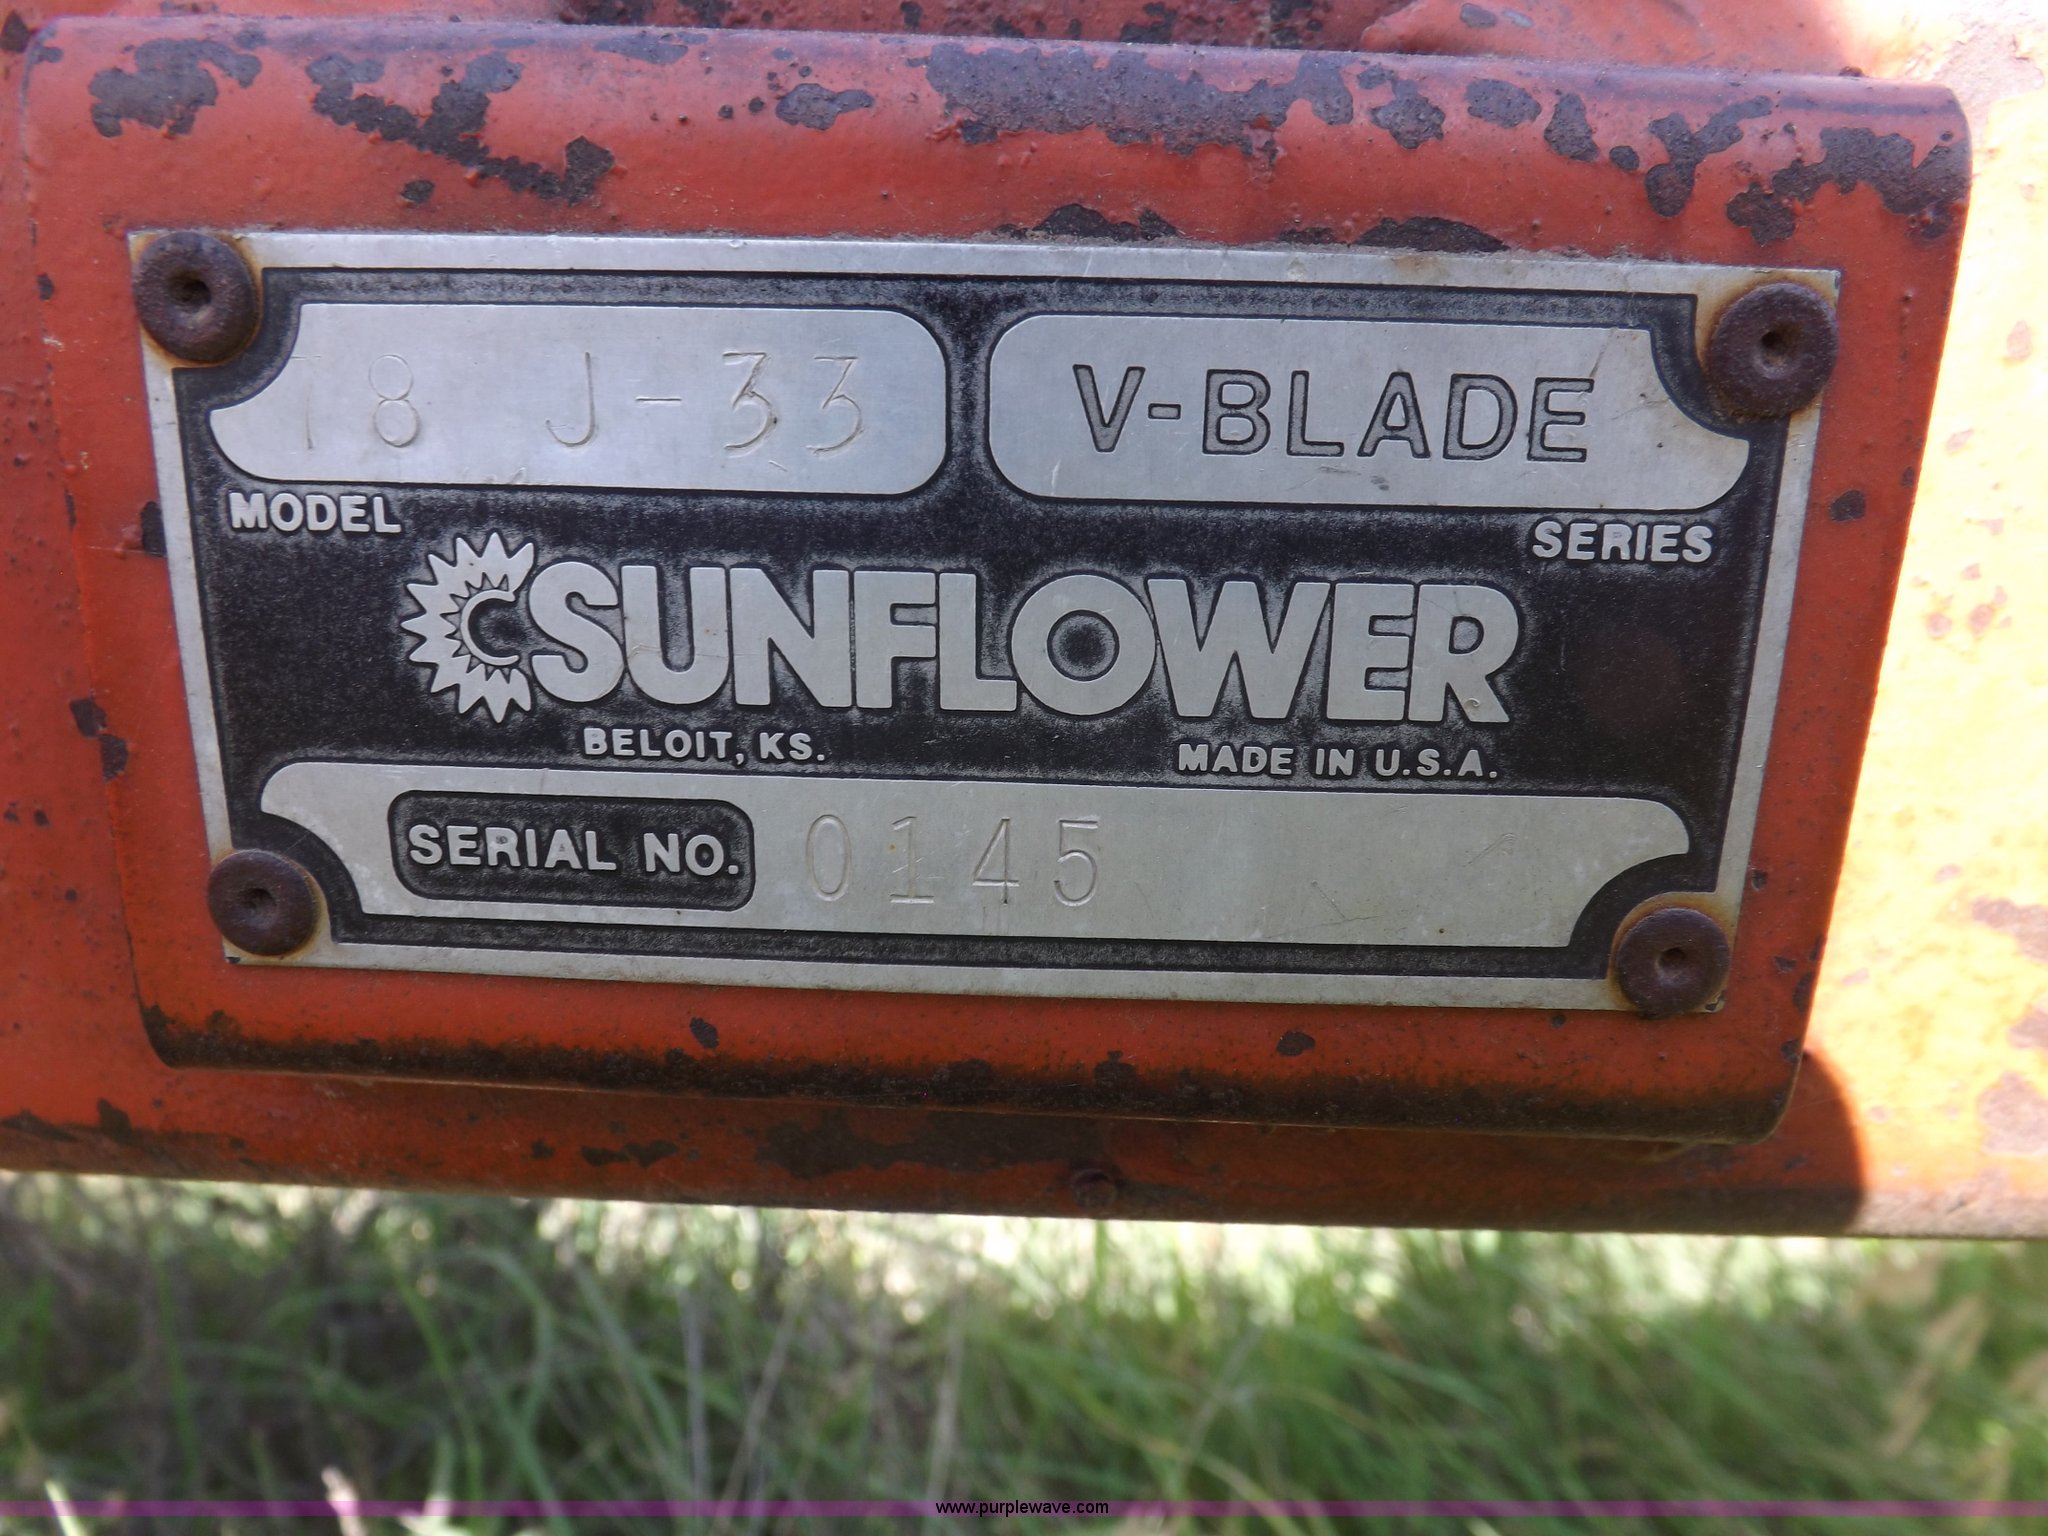 78 J-33 V-BLADE
MODEL SERIES
SUNFLOWER
BELOIT, KS. MADE IN U.S.A.
SERIAL NO. 0145
www.purplewave.com